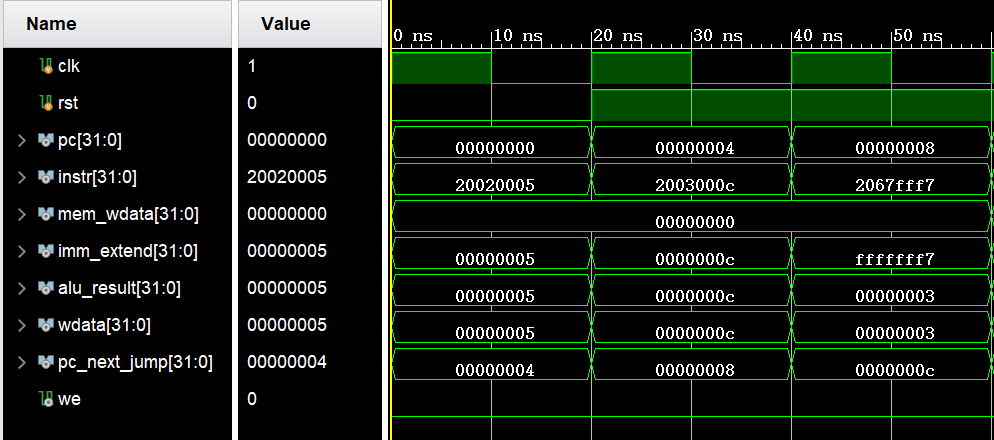 Name Value 0 ns 10 ns 20 ns 30 ns 40 ns 50 ns
clk 1
rst 0
pc[31:0] 00000000 00000000 00000004 00000008
instr[31:0] 20020005 20020005 2003000c 2067fff7
mem_wdata[31:0] 00000000 00000000
imm_extend[31:0] 00000005 00000005 0000000c fffffff7
alu_result[31:0] 00000005 00000005 0000000c 00000003
wdata[31:0] 00000005 00000005 0000000c 00000003
pc_next_jump[31:0] 00000004 00000004 00000008 0000000c
we 0